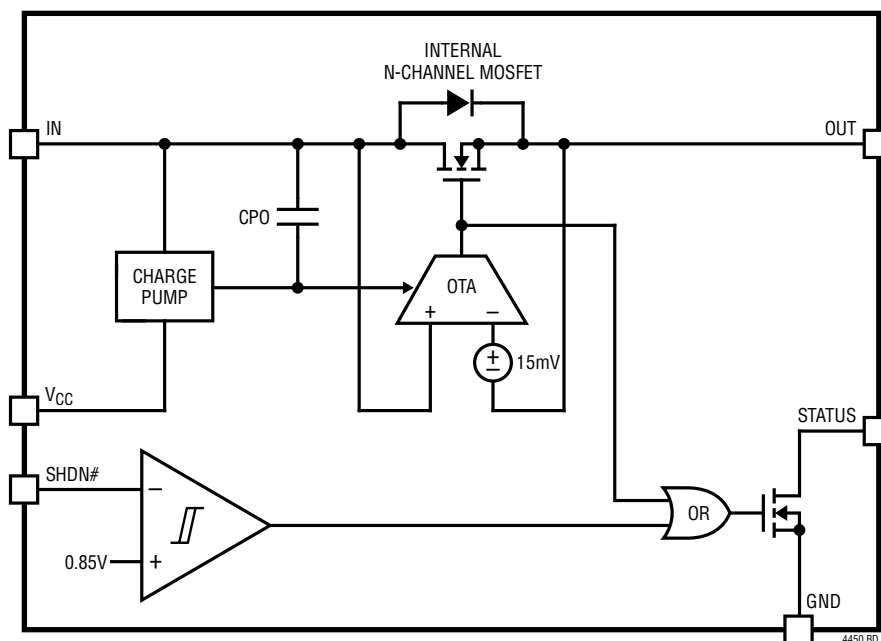 INTERNAL
N-CHANNEL MOSFET
IN
OUT
CPO
CHARGE
PUMP
OTA
+
−
+
−
15mV
VCC
STATUS
SHDN#
−
OR
0.85V
+
GND
4450 BD